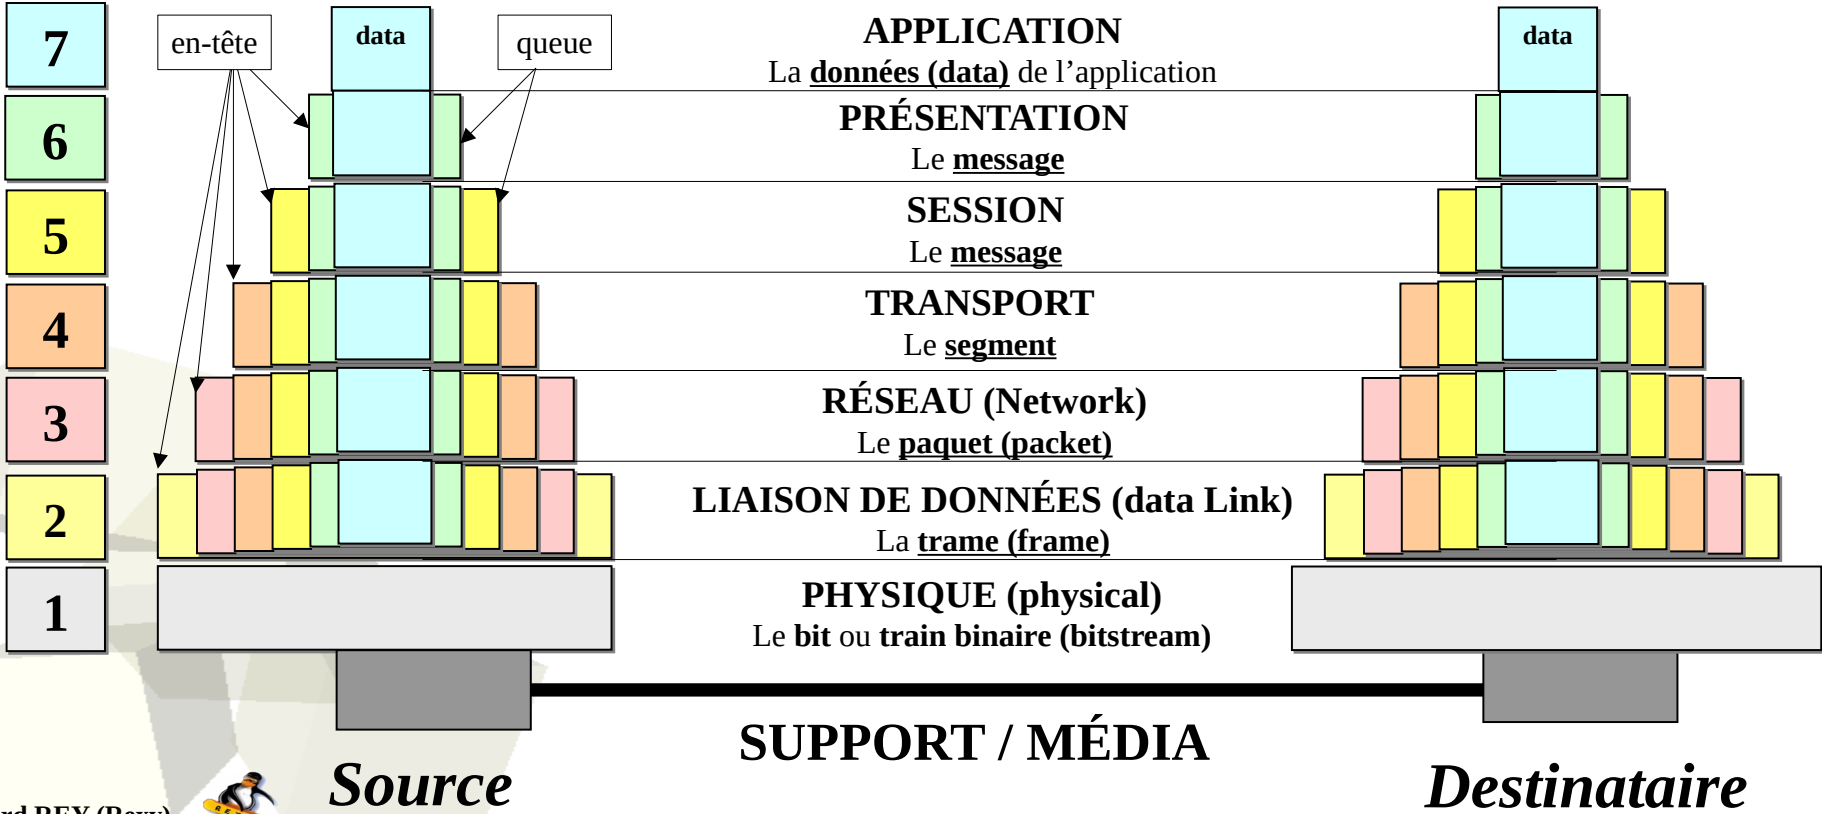 7
en-tête
data
queue
APPLICATION
La données (data) de l’application
data
6
PRÉSENTATION
Le message
5
SESSION
Le message
4
TRANSPORT
Le segment
3
RÉSEAU (Network)
Le paquet (packet)
2
LIAISON DE DONNÉES (data Link)
La trame (frame)
1
PHYSIQUE (physical)
Le bit ou train binaire (bitstream)
SUPPORT / MÉDIA
Source
Destinataire
REY (Rexy)